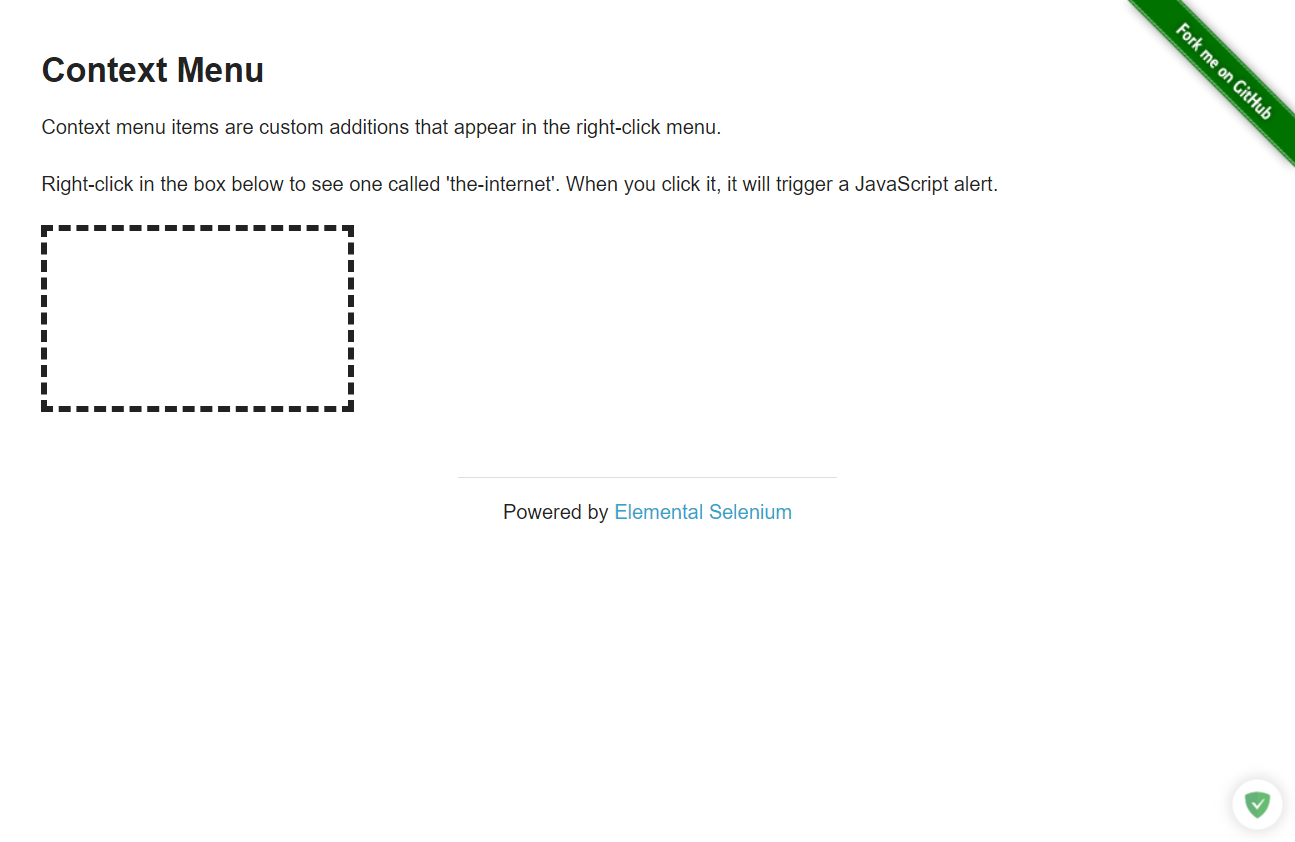 Fork me on GitHub
Context Menu
Context menu items are custom additions that appear in the right-click menu.
Right-click in the box below to see one called 'the-internet'. When you click it, it will trigger a JavaScript alert.
Powered by Elemental Selenium